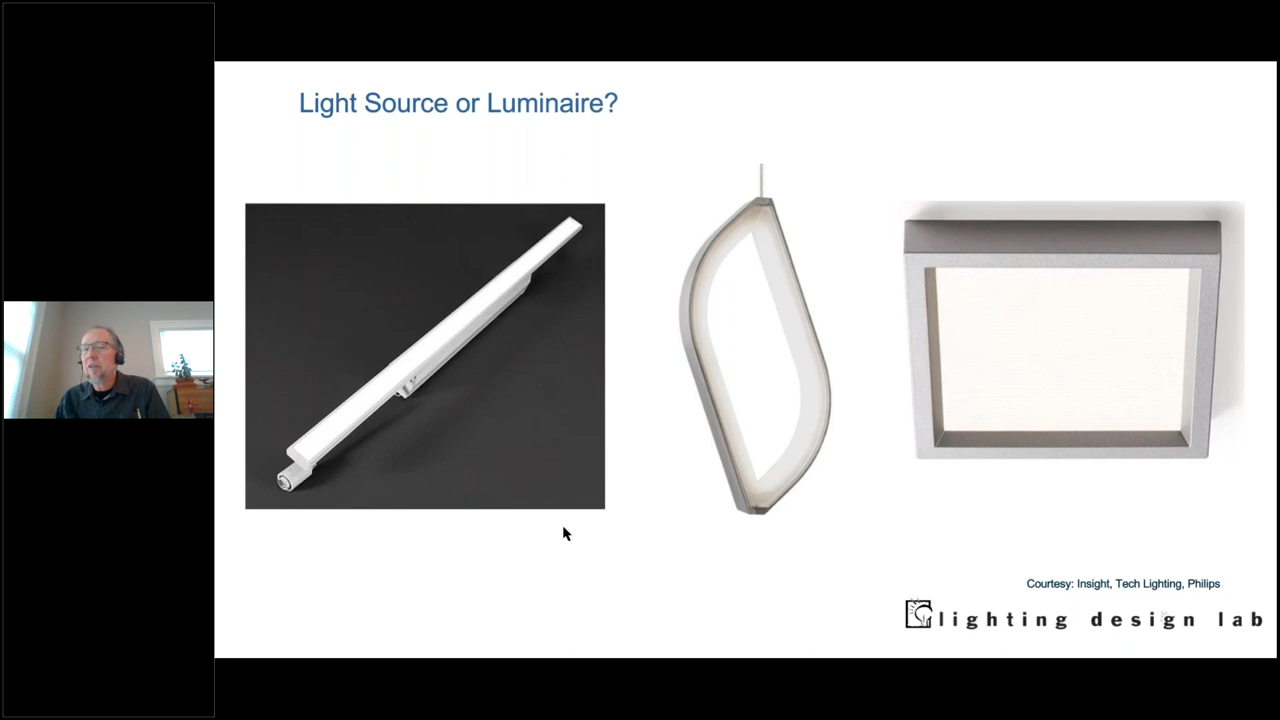 Light Source or Luminaire?
Courtesy: Insight, Tech Lighting, Philips
lighting design lab